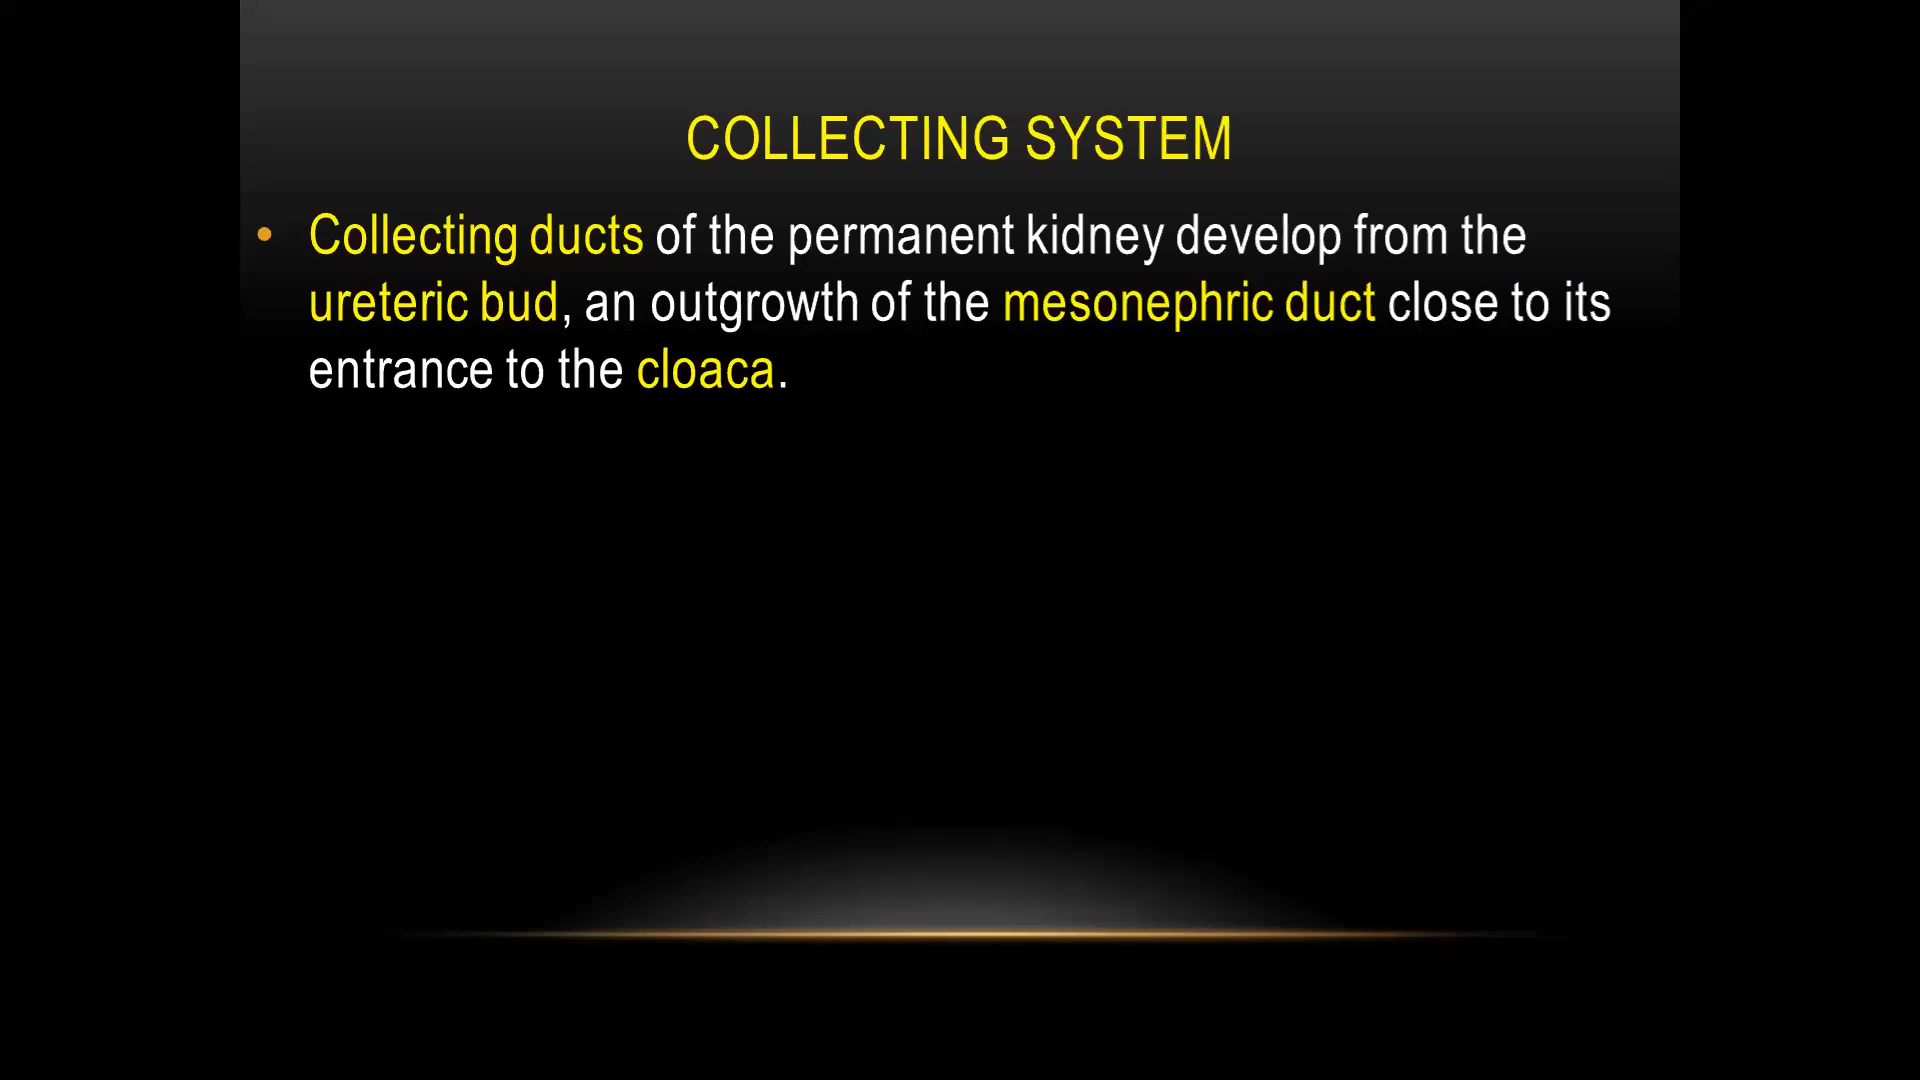 COLLECTING SYSTEM
• Collecting ducts of the permanent kidney develop from the
ureteric bud, an outgrowth of the mesonephric duct close to its
entrance to the cloaca.